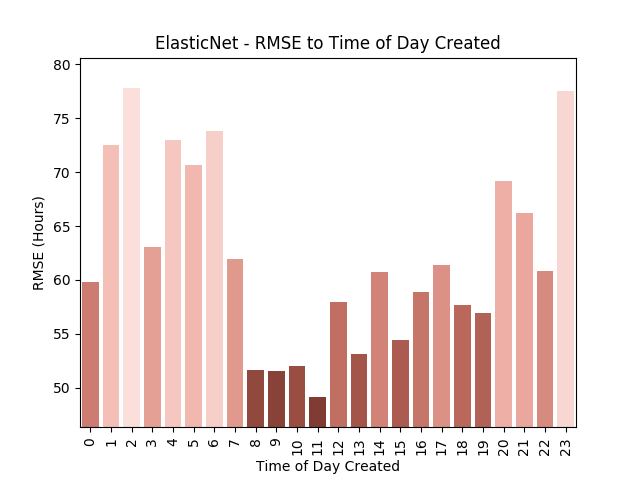 ElasticNet - RMSE to Time of Day Created
80
75
70
65
60
55
50
RMSE (Hours)
0 1 2 3 4 5 6 7 8 9 10 11 12 13 14 15 16 17 18 19 20 21 22 23
Time of Day Created